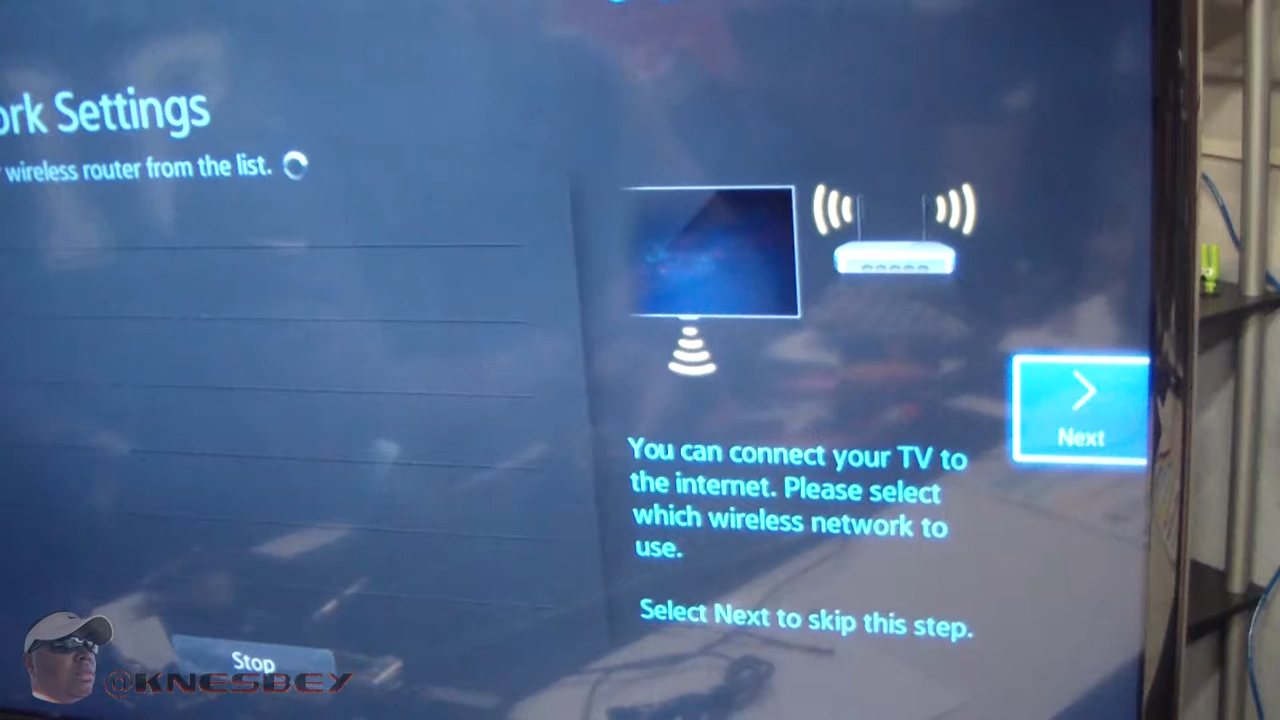 ork Settings
wireless router from the list.
Next
You can connect your TV to
the internet. Please select
which wireless network to
use.
Select Next to skip this step.
Stop
@KNESBEY